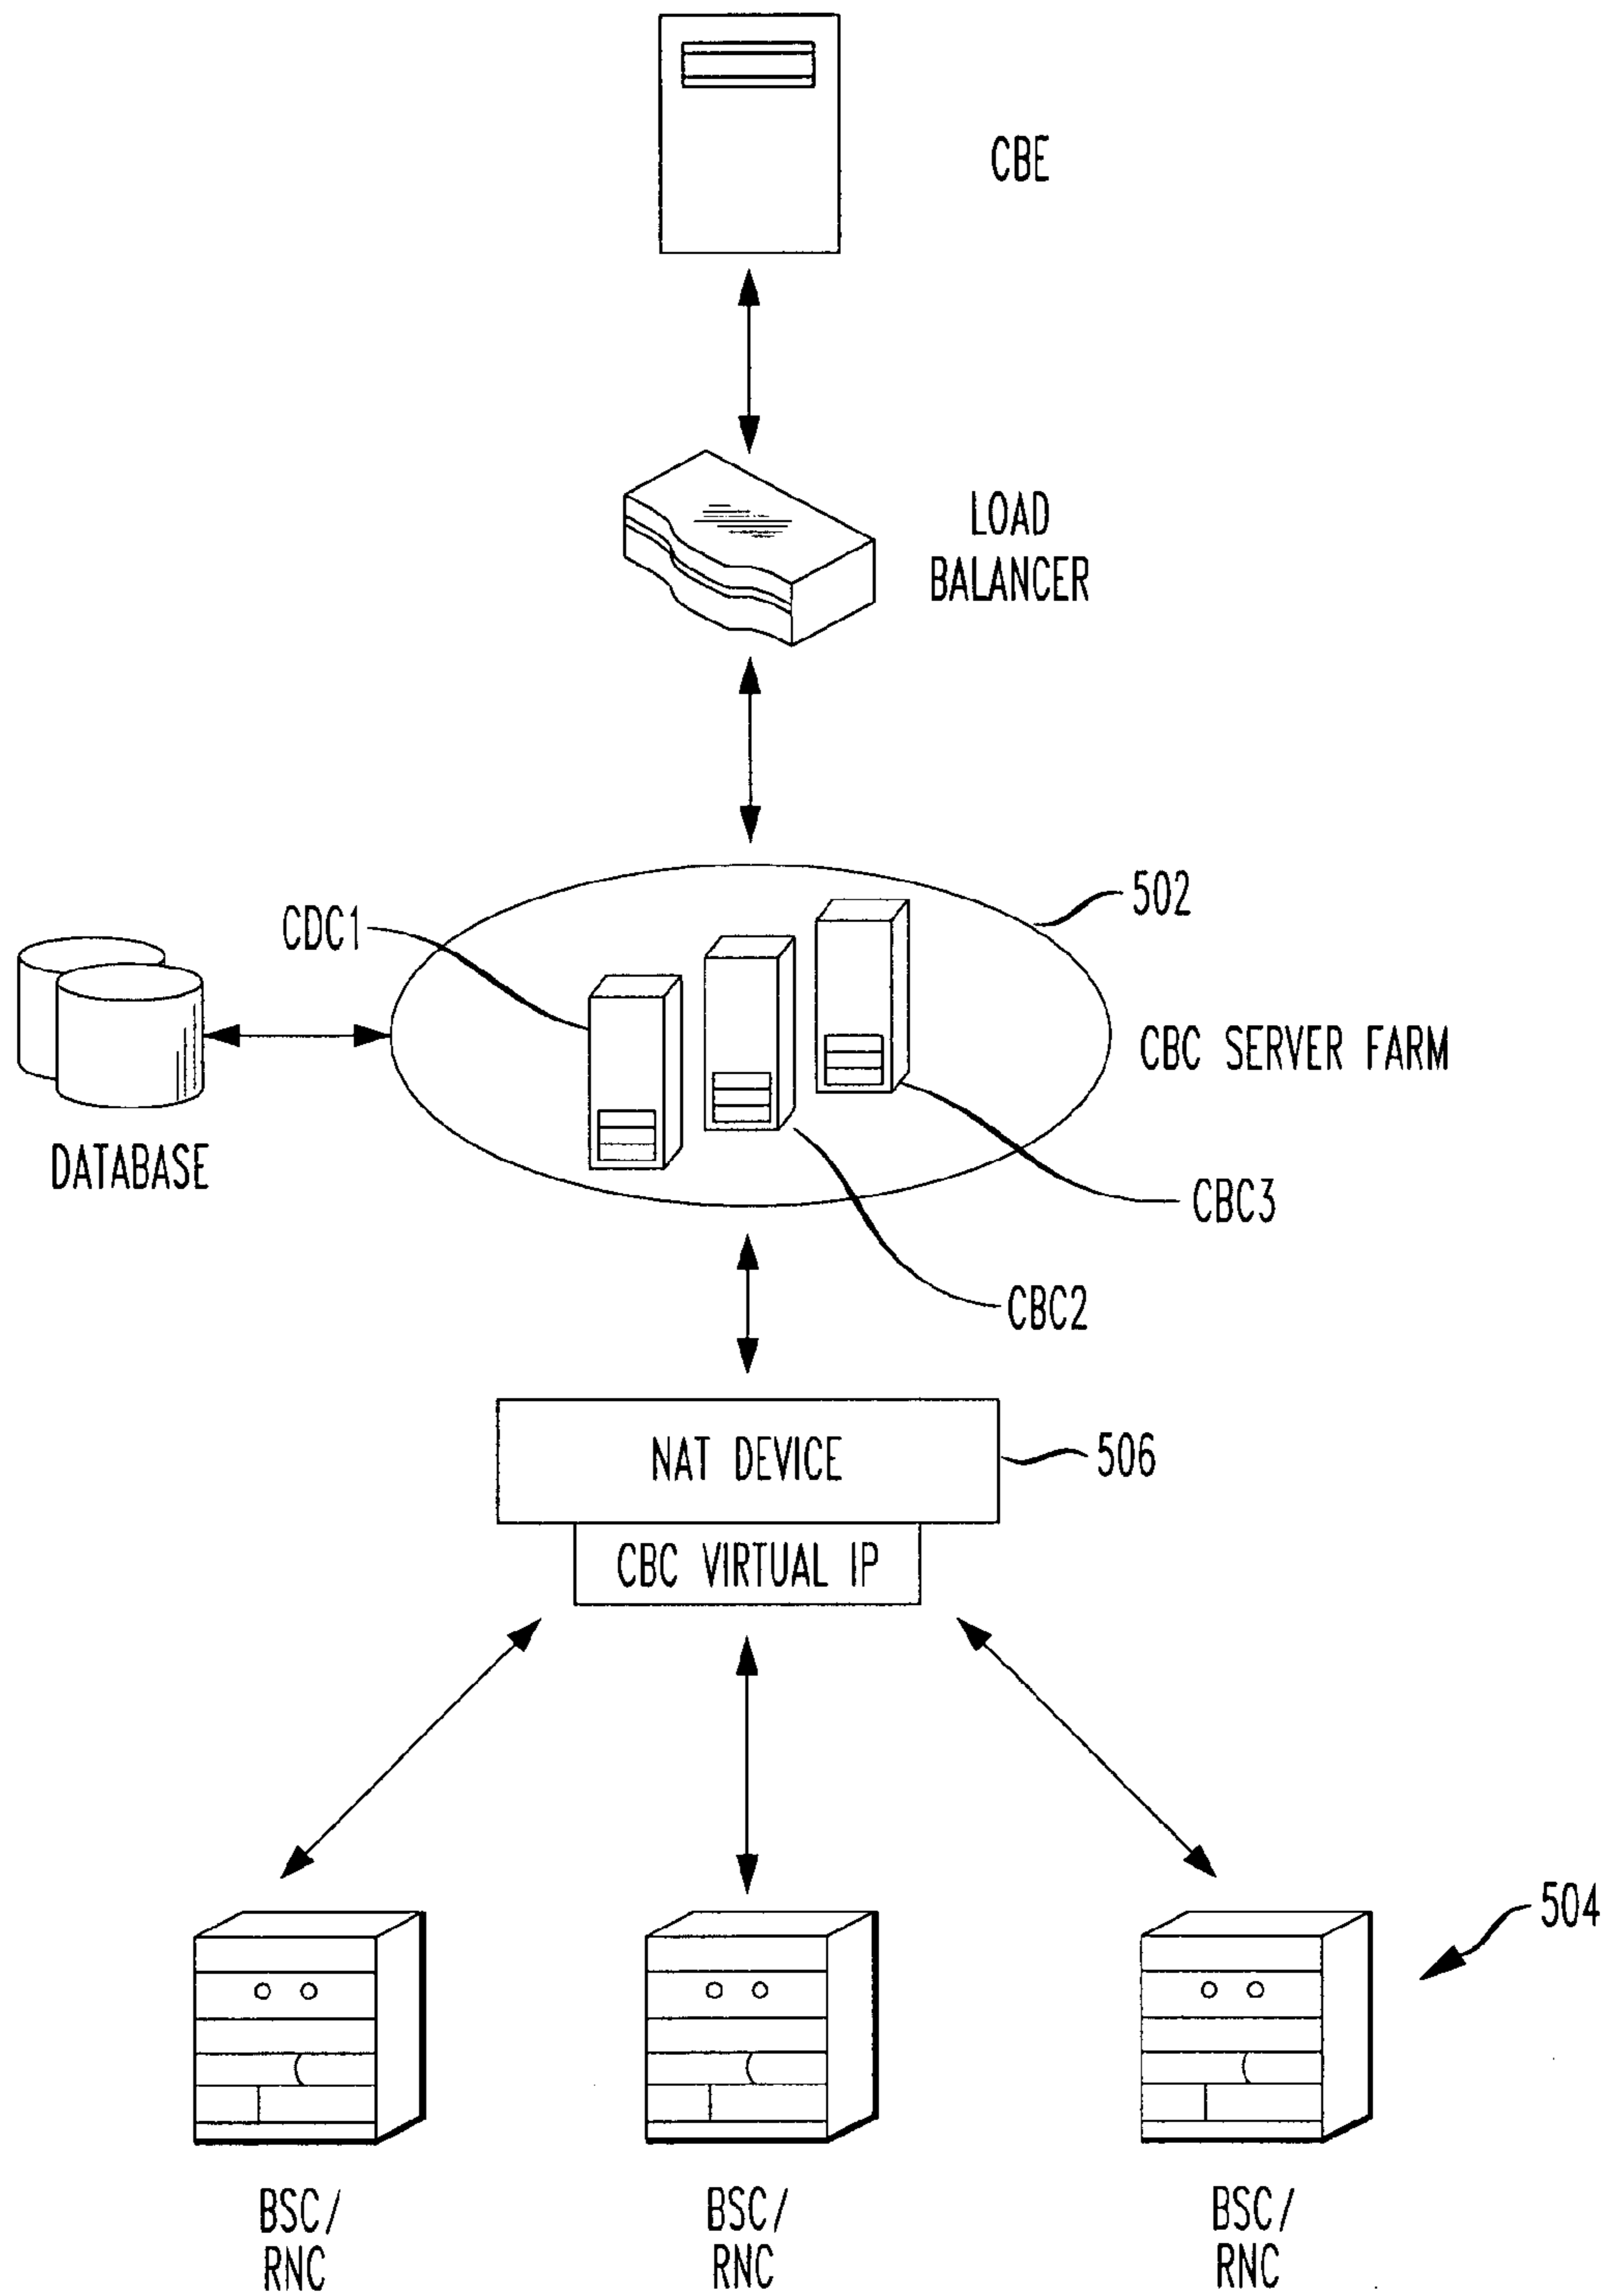 CBE
LOAD
BALANCER
502
CDC1
CBC SERVER FARM
DATABASE
CBC3
CBC2
NAT DEVICE
506
CBC VIRTUAL IP
504
BSC/
RNC
BSC/
RNC
BSC/
RNC